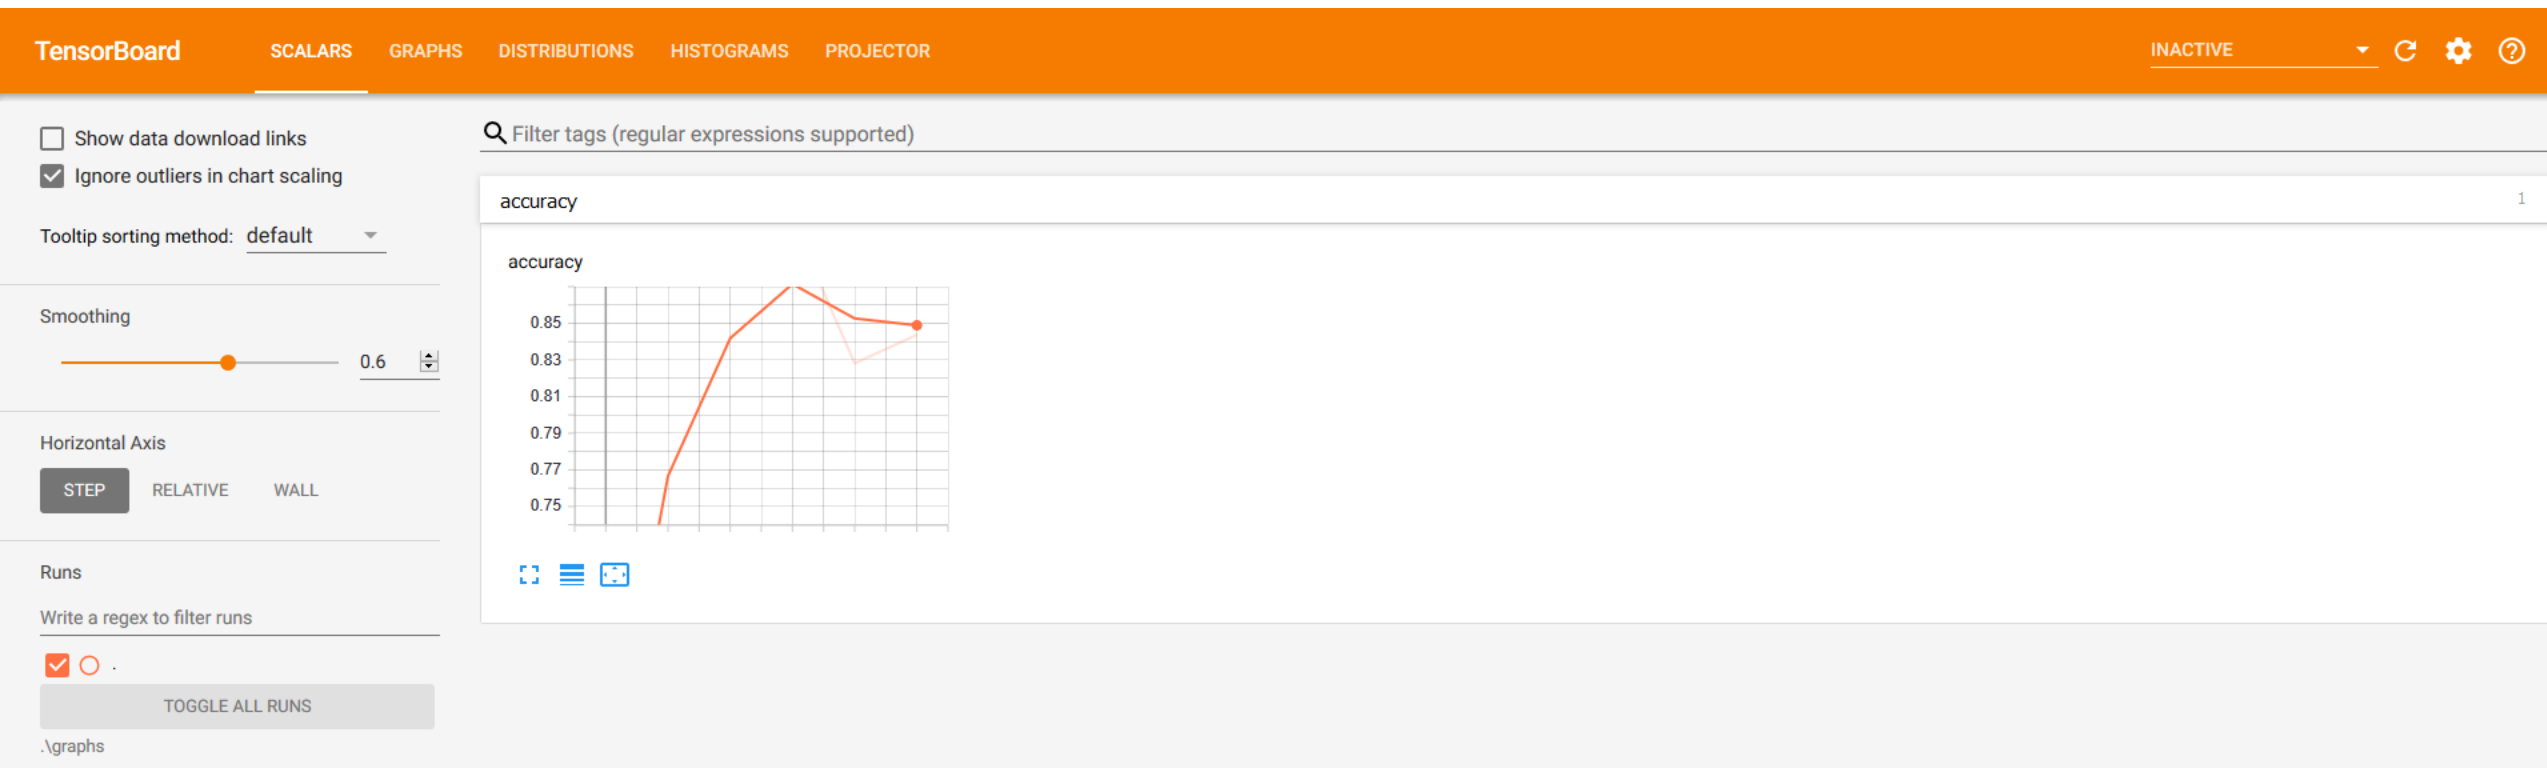 TensorBoard SCALARS GRAPHS DISTRIBUTIONS HISTOGRAMS PROJECTOR INACTIVE
Show data download links
Ignore outliers in chart scaling
Tooltip sorting method: default
Smoothing
0.6
Horizontal Axis
STEP RELATIVE WALL
Runs
Write a regex to filter runs
.
TOGGLE ALL RUNS
.\graphs
Filter tags (regular expressions supported)
accuracy 1
accuracy
0.85
0.83
0.81
0.79
0.77
0.75